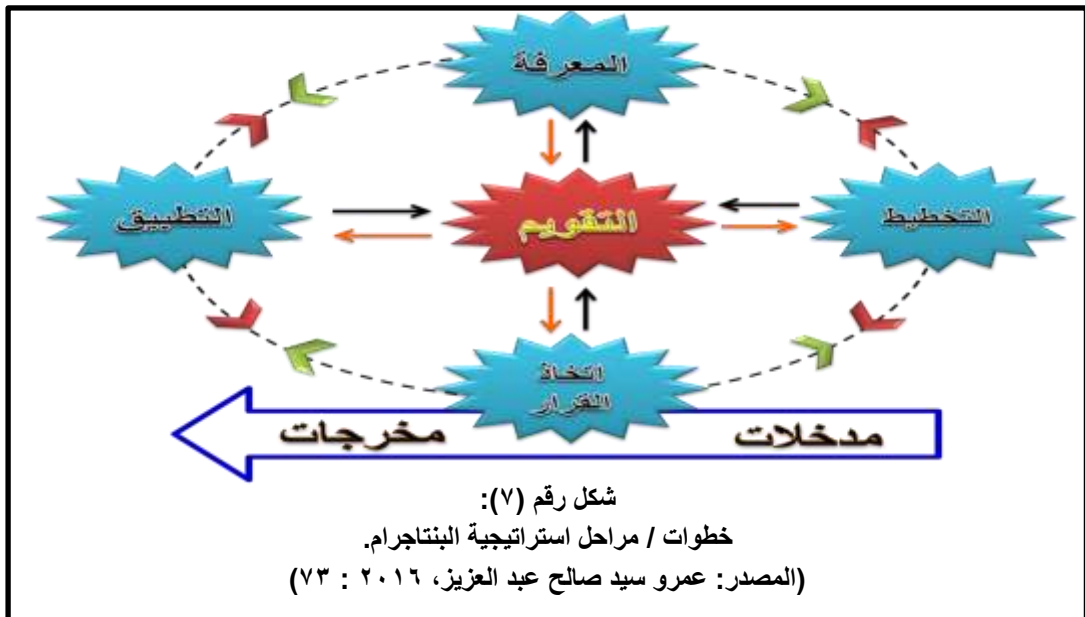 المعرفة
التخطيط
التقويم
التطبيق
اتخاذ
القرار
مدخلات
مخرجات
شكل رقم (٧):
خطوات / مراحل استراتيجية البنتاجرام.
(المصدر: عمرو سيد صالح عبد العزيز، ٢٠١٦ : ٧٣)